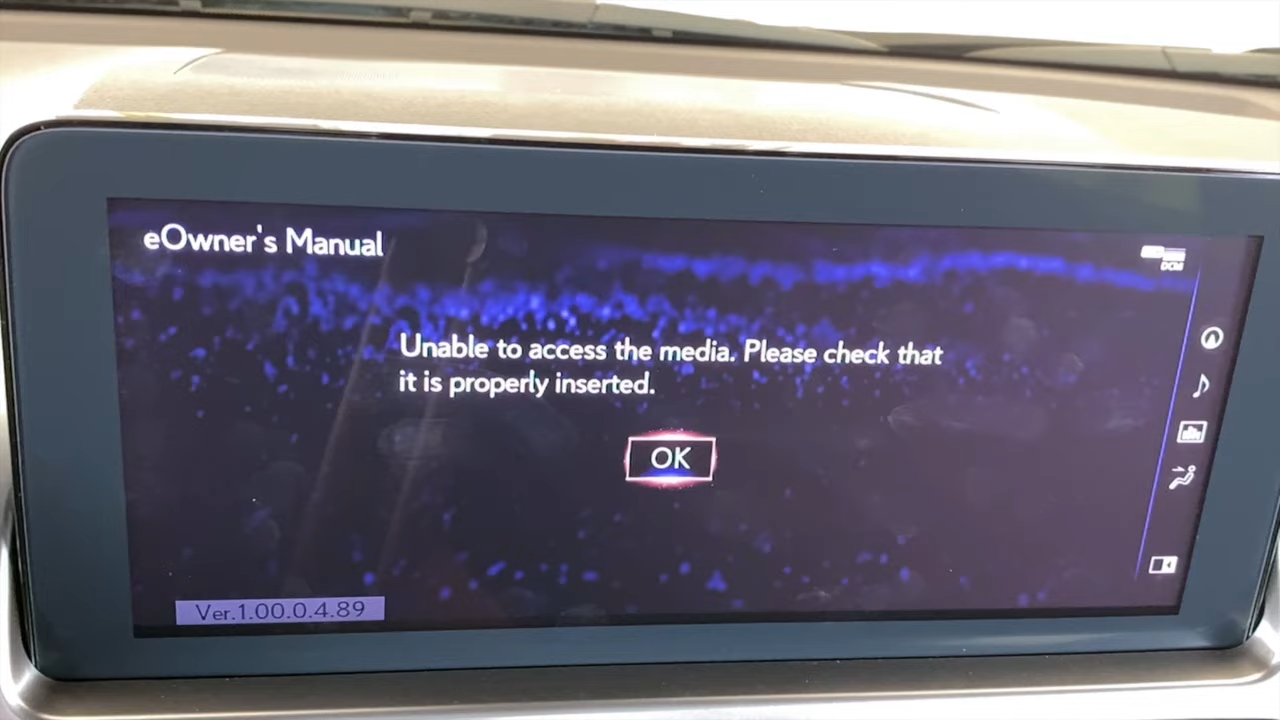 eOwner's Manual
DCM
Unable to access the media. Please check that
it is properly inserted.
OK
Ver.1.00.0.4.89